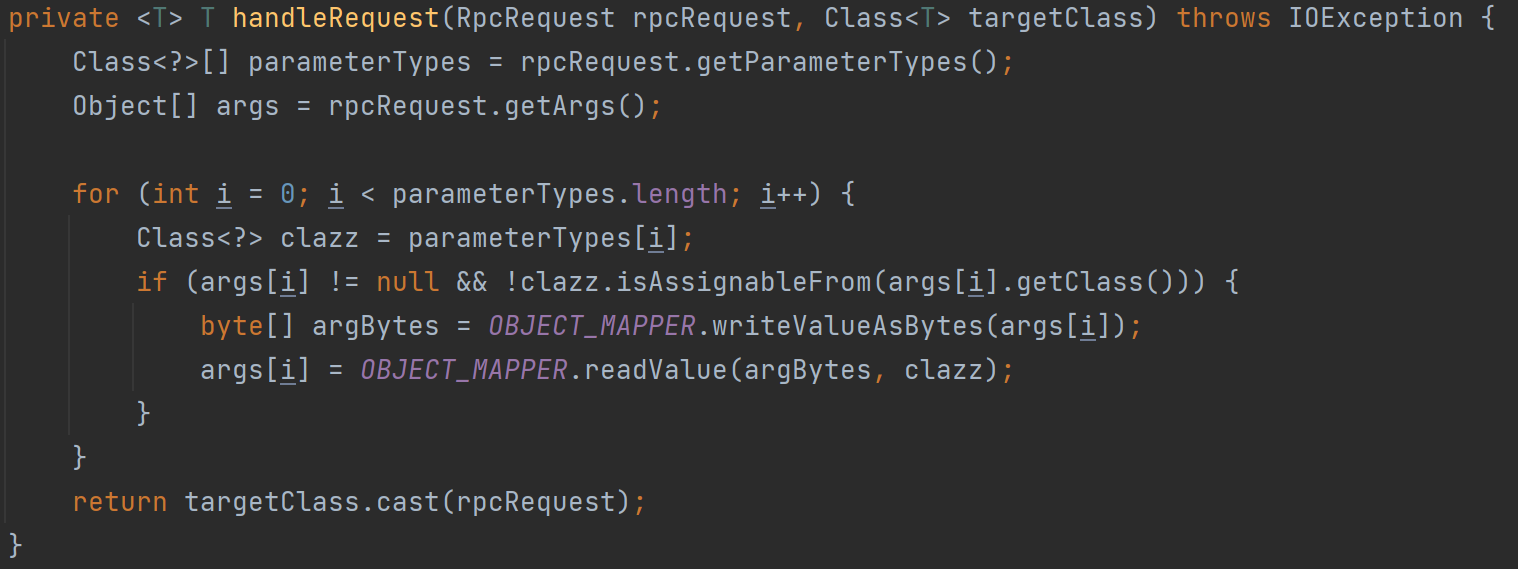 private <T> T handleRequest(RpcRequest rpcRequest, Class<T> targetClass) throws IOException {
    Class<?>[] parameterTypes = rpcRequest.getParameterTypes();
    Object[] args = rpcRequest.getArgs();

    for (int i = 0; i < parameterTypes.length; i++) {
        Class<?> clazz = parameterTypes[i];
        if (args[i] != null && !clazz.isAssignableFrom(args[i].getClass())) {
            byte[] argBytes = OBJECT_MAPPER.writeValueAsBytes(args[i]);
            args[i] = OBJECT_MAPPER.readValue(argBytes, clazz);
        }
    }
    return targetClass.cast(rpcRequest);
}